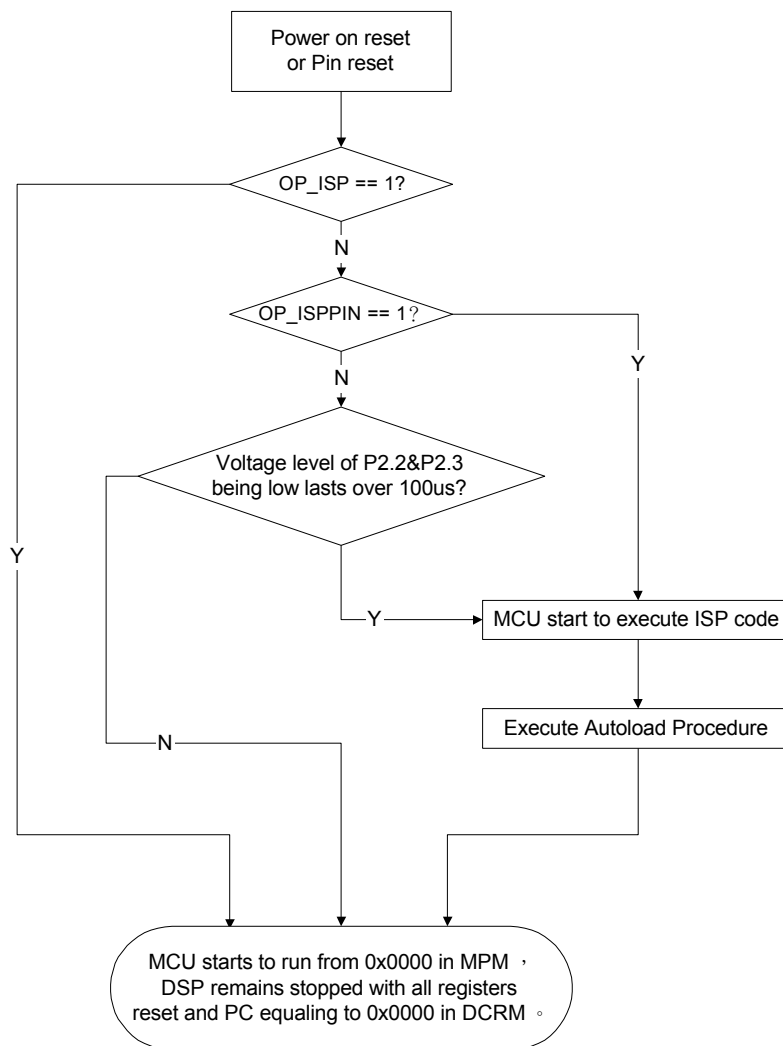 Power on reset
or Pin reset
OP_ISP == 1?
N
OP_ISPPIN == 1？
Y
N
Voltage level of P2.2&P2.3
being low lasts over 100us?
Y
Y
MCU start to execute ISP code
Execute Autoload Procedure
N
MCU starts to run from 0x0000 in MPM ，
DSP remains stopped with all registers
reset and PC equaling to 0x0000 in DCRM 。